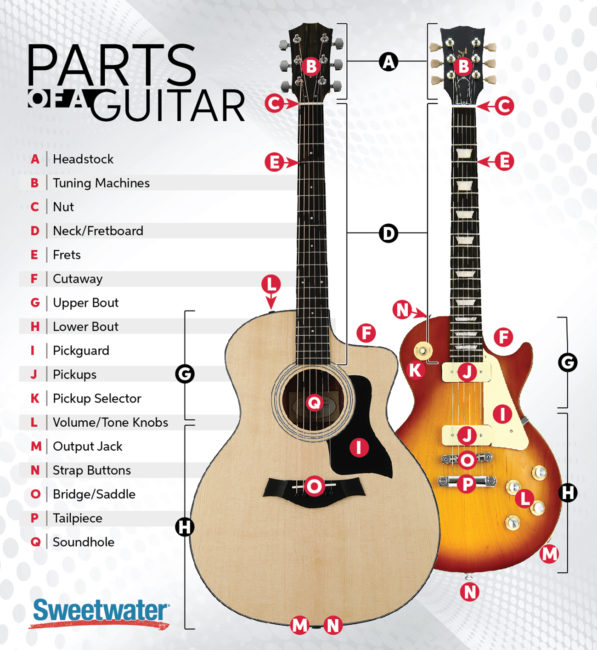 PARTS
OF A GUITAR
A Headstock
B Tuning Machines
C Nut
D Neck/Fretboard
E Frets
F Cutaway
G Upper Bout
H Lower Bout
I Pickguard
J Pickups
K Pickup Selector
L Volume/Tone Knobs
M Output Jack
N Strap Buttons
O Bridge/Saddle
P Tailpiece
Q Soundhole
B A B
C C
E E
D
L N
F F
G K J G
Q
I I
J
O O
P
H L H
M
N
M N
Sweetwater